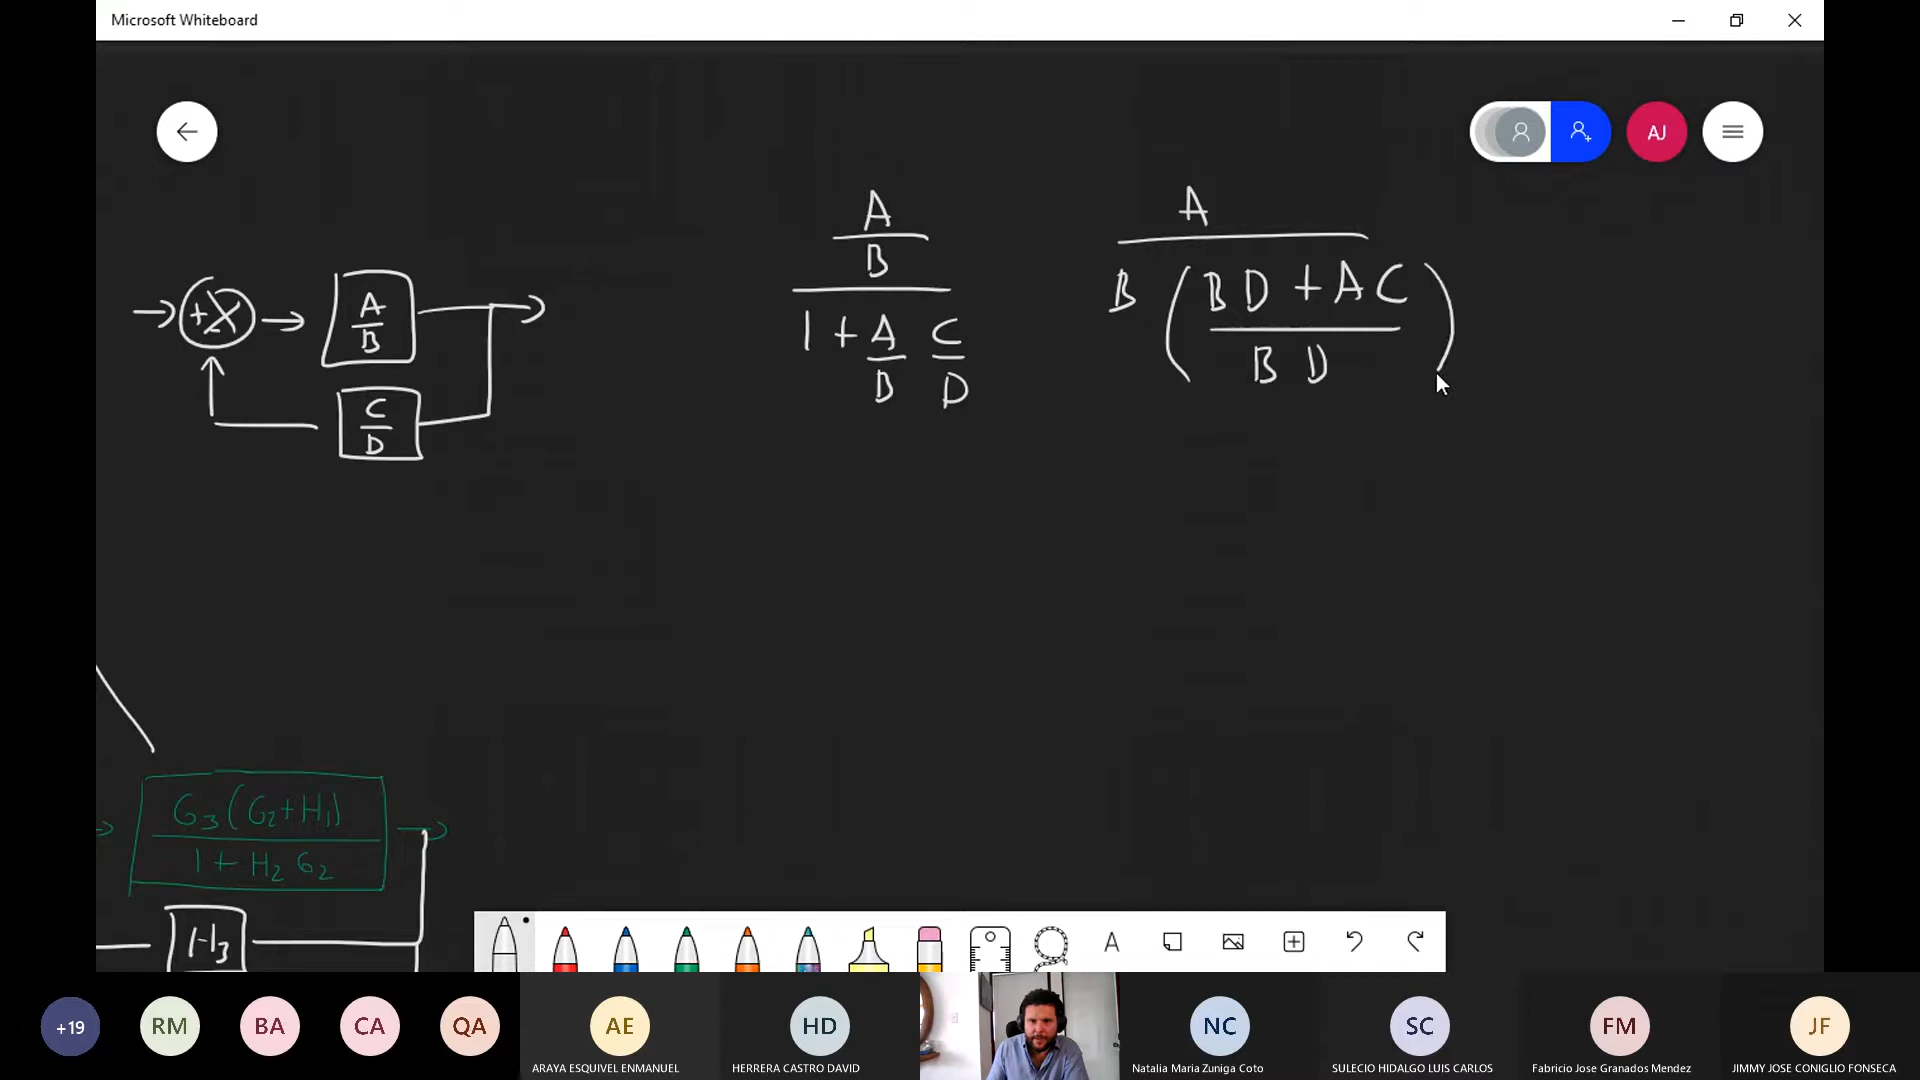 Microsoft Whiteboard
AJ
A
B
C
D
+
A
B
1 + A C
B D
A
B ( BD + AC )
B D
G3(G2+H1)
1 + H2 G2
H3
A
+19
RM
BA
CA
QA
AE
HD
NC
SC
FM
JF
ARAYA ESQUIVEL ENMANUEL
HERRERA CASTRO DAVID
Natalia Maria Zuniga Coto
SULECIO HIDALGO LUIS CARLOS
Fabricio Jose Granados Mendez
JIMMY JOSE CONIGLIO FONSECA